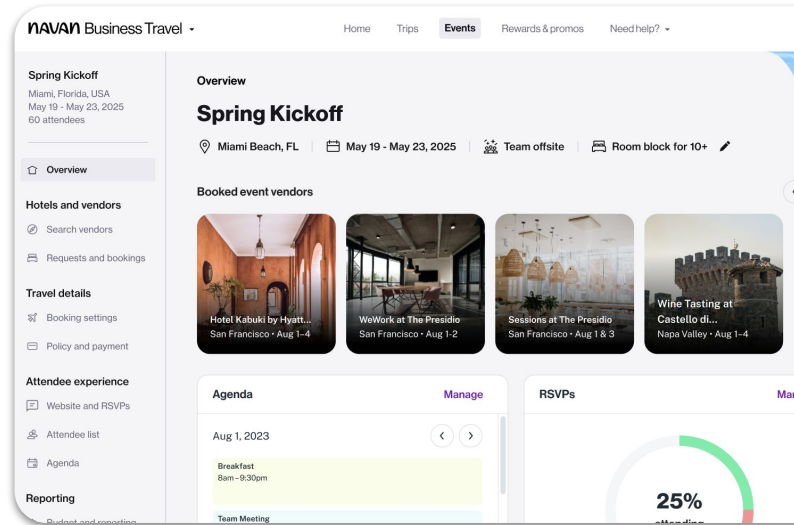 NAVAN Business Travel
Home
Trips
Events
Rewards & promos
Need help?
Spring Kickoff
Miami, Florida, USA
May 19 - May 23, 2025
60 attendees
Overview
Hotels and vendors
Search vendors
Requests and bookings
Travel details
Booking settings
Policy and payment
Attendee experience
Website and RSVPs
Attendee list
Agenda
Reporting
Budget and reporting
Overview
Spring Kickoff
Miami Beach, FL
May 19 - May 23, 2025
Team offsite
Room block for 10+
Booked event vendors
Hotel Kabuki by Hyatt...
San Francisco • Aug 1–4
WeWork at The Presidio
San Francisco • Aug 1-2
Sessions at The Presidio
San Francisco • Aug 1 & 3
Wine Tasting at
Castello di...
Napa Valley • Aug 1–4
Agenda
Manage
Aug 1, 2023
Breakfast
8am – 9:30pm
Team Meeting
RSVPs
Mar
25%
attending